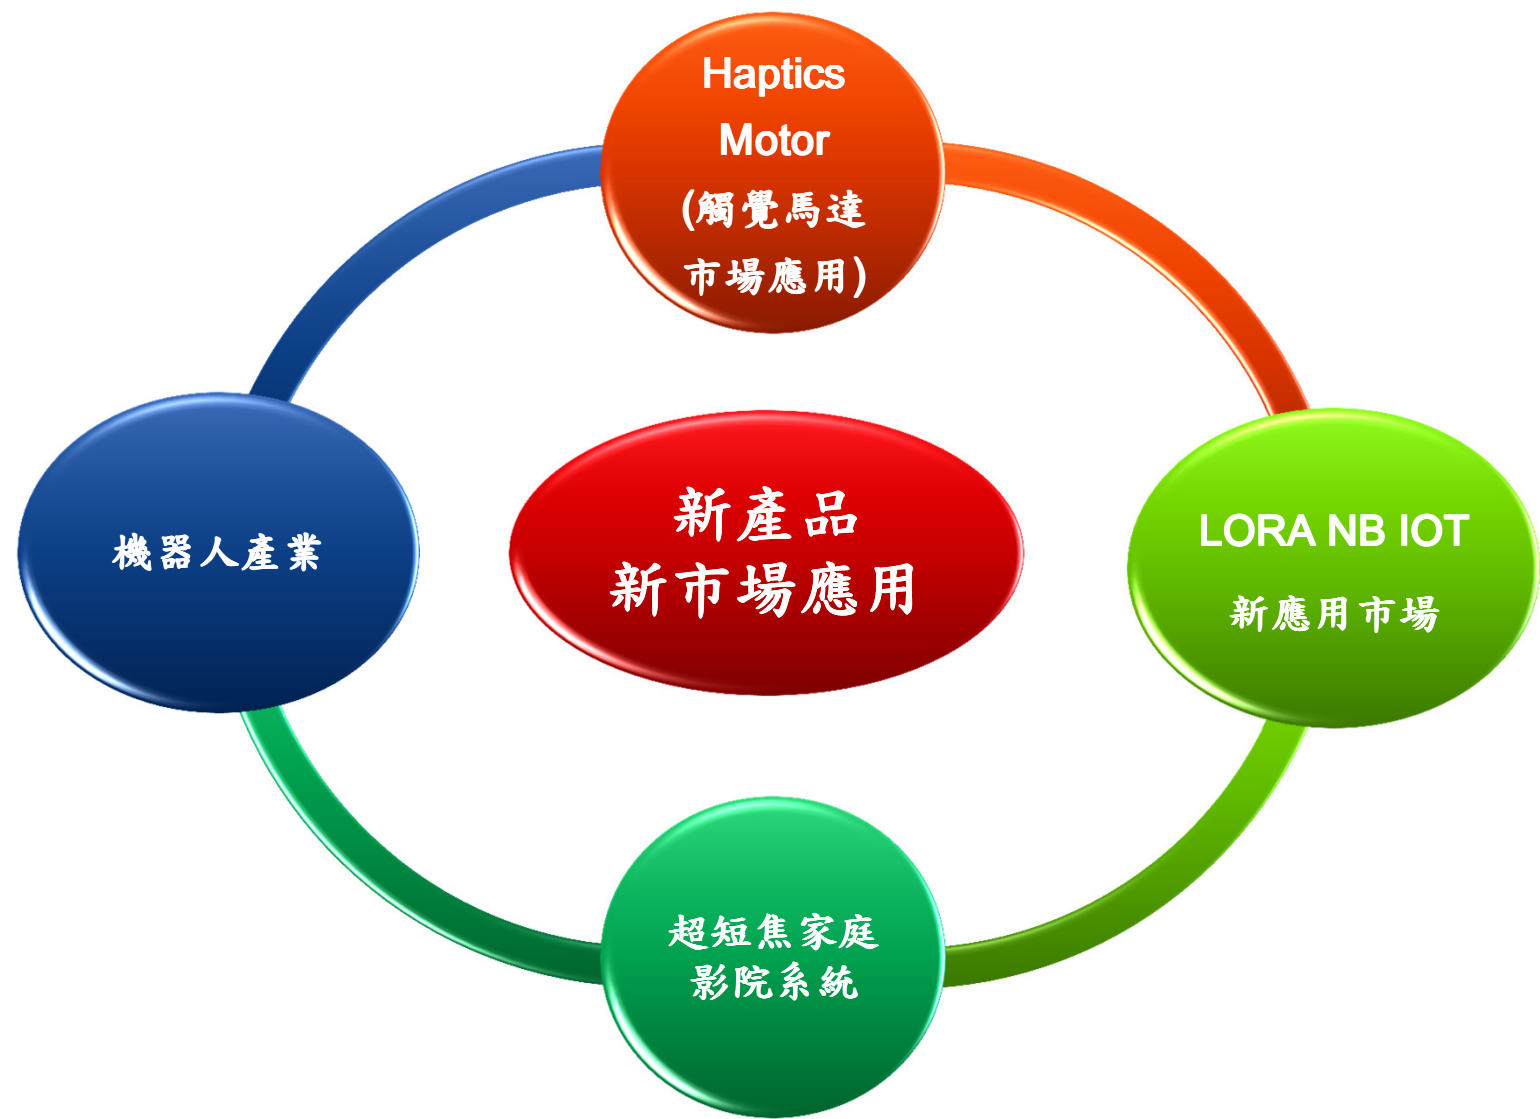 Haptics
Motor
(觸覺馬達
市場應用)
機器人產業
新產品
新市場應用
LORA NB IOT
新應用市場
超短焦家庭
影院系統